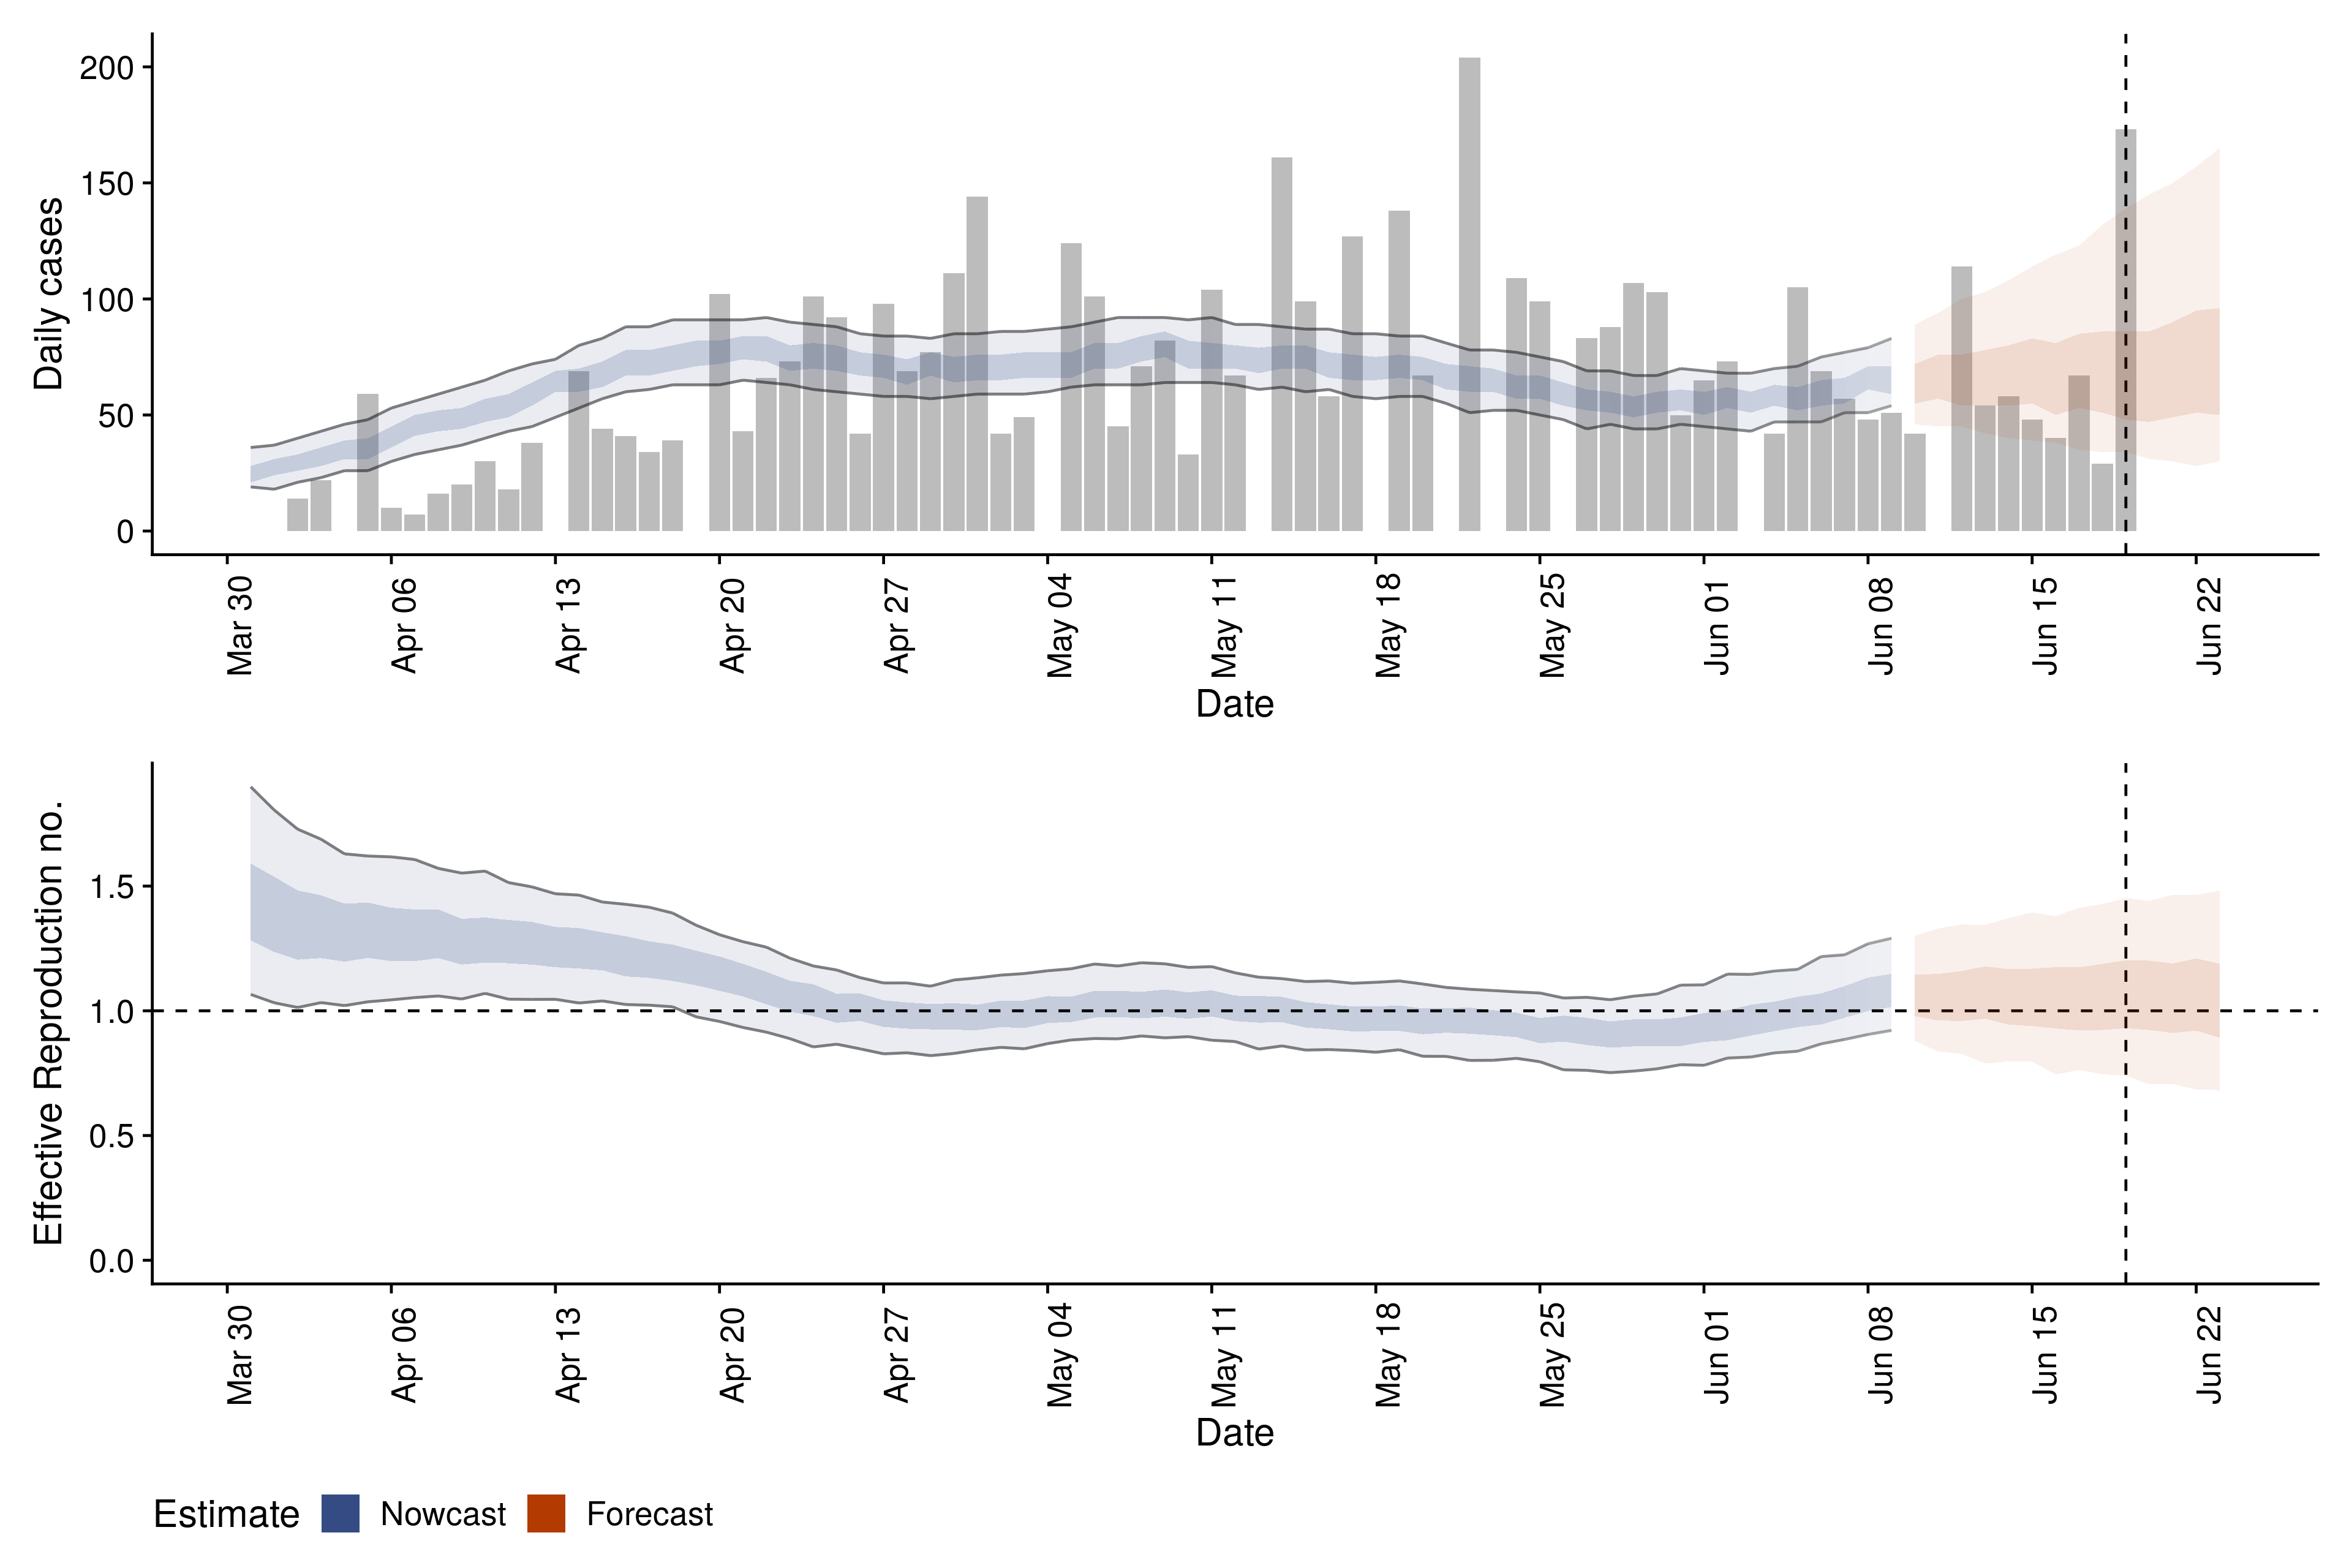 Daily cases
200
150
100
50
0
Mar 30
Apr 06
Apr 13
Apr 20
Apr 27
May 04
May 11
May 18
May 25
Jun 01
Jun 08
Jun 15
Jun 22
Date
Effective Reproduction no.
1.5
1.0
0.5
0.0
Mar 30
Apr 06
Apr 13
Apr 20
Apr 27
May 04
May 11
May 18
May 25
Jun 01
Jun 08
Jun 15
Jun 22
Date
Estimate Nowcast Forecast